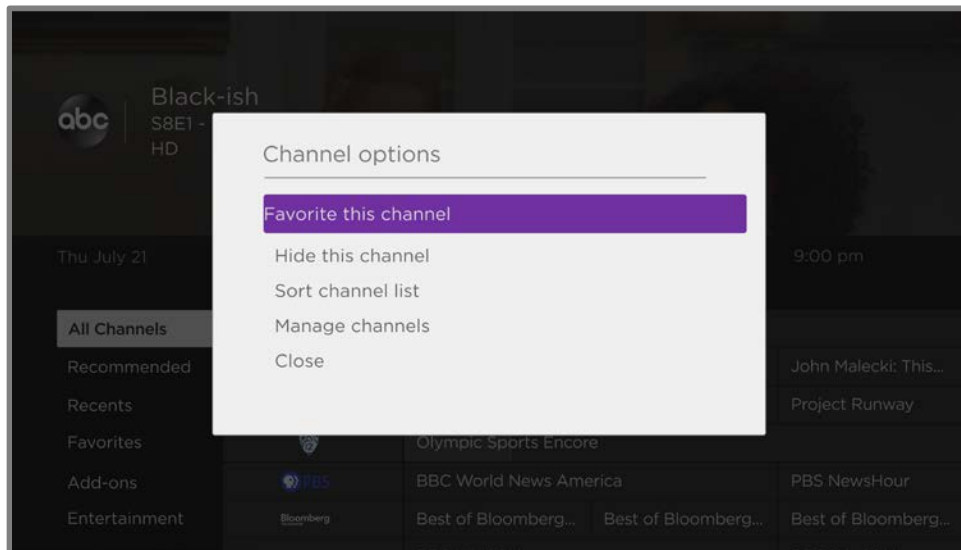 abc
Black-ish
S8E1 -
HD
Channel options
Favorite this channel
Hide this channel
Sort channel list
Manage channels
Close
Thu July 21
9:00 pm
All Channels
Recommended
John Malecki: This...
Recents
Project Runway
Favorites
Olympic Sports Encore
Add-ons
PBS
BBC World News America
PBS NewsHour
Entertainment
Bloomberg
Best of Bloomberg...
Best of Bloomberg...
Best of Bloomberg...